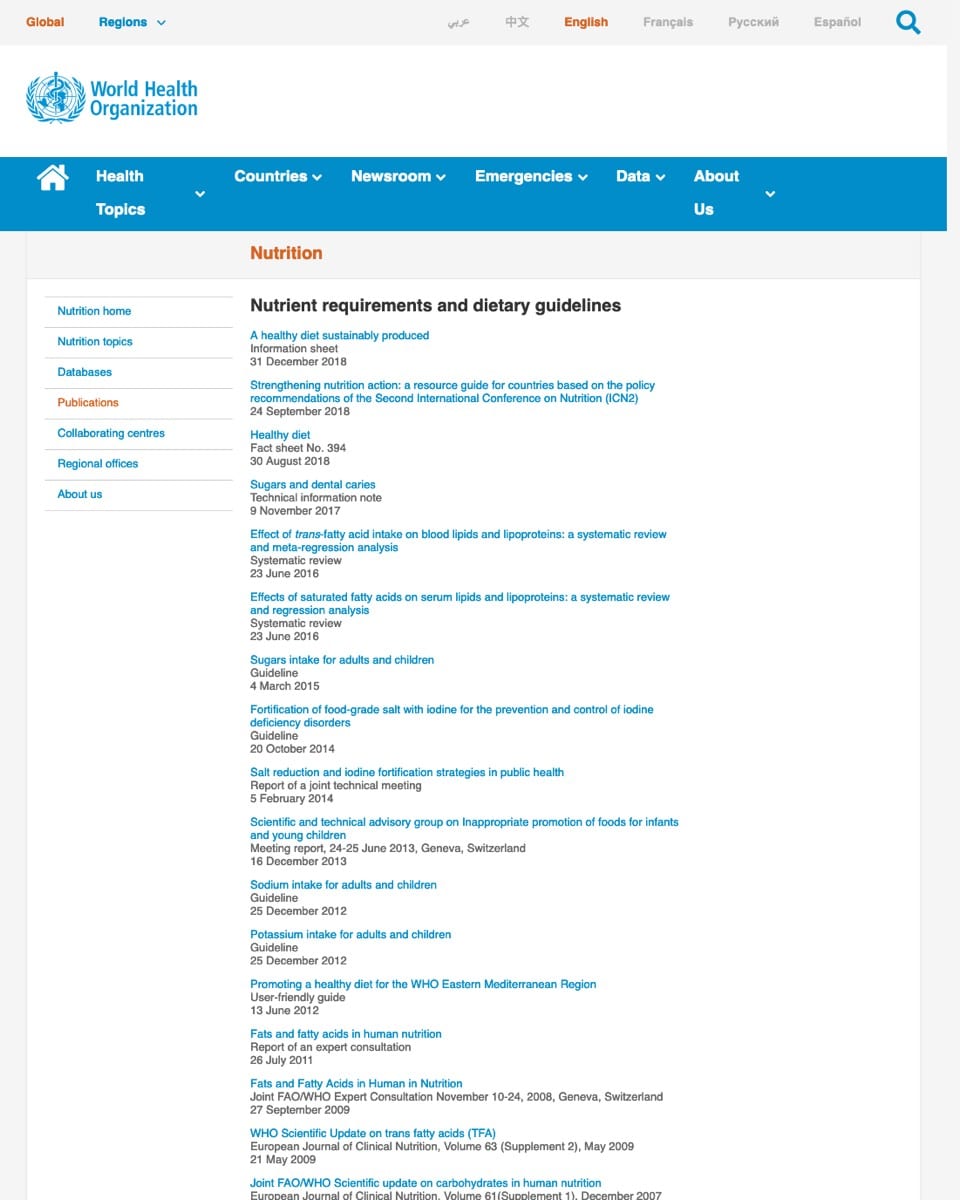 Global
Regions
عربي
中文
English
Français
Русский
Español
World Health
Organization
Health
Topics
Countries
Newsroom
Emergencies
Data
About
Us
Nutrition
Nutrition home
Nutrition topics
Databases
Publications
Collaborating centres
Regional offices
About us
Nutrient requirements and dietary guidelines
A healthy diet sustainably produced
Information sheet
31 December 2018
Strengthening nutrition action: a resource guide for countries based on the policy
recommendations of the Second International Conference on Nutrition (ICN2)
24 September 2018
Healthy diet
Fact sheet No. 394
30 August 2018
Sugars and dental caries
Technical information note
9 November 2017
Effect of trans-fatty acid intake on blood lipids and lipoproteins: a systematic review
and meta-regression analysis
Systematic review
23 June 2016
Effects of saturated fatty acids on serum lipids and lipoproteins: a systematic review
and regression analysis
Systematic review
23 June 2016
Sugars intake for adults and children
Guideline
4 March 2015
Fortification of food-grade salt with iodine for the prevention and control of iodine
deficiency disorders
Guideline
20 October 2014
Salt reduction and iodine fortification strategies in public health
Report of a joint technical meeting
5 February 2014
Scientific and technical advisory group on Inappropriate promotion of foods for infants
and young children
Meeting report, 24-25 June 2013, Geneva, Switzerland
16 December 2013
Sodium intake for adults and children
Guideline
25 December 2012
Potassium intake for adults and children
Guideline
25 December 2012
Promoting a healthy diet for the WHO Eastern Mediterranean Region
User-friendly guide
13 June 2012
Fats and fatty acids in human nutrition
Report of an expert consultation
26 July 2011
Fats and Fatty Acids in Human in Nutrition
Joint FAO/WHO Expert Consultation November 10-24, 2008, Geneva, Switzerland
27 September 2009
WHO Scientific Update on trans fatty acids (TFA)
European Journal of Clinical Nutrition, Volume 63 (Supplement 2), May 2009
21 May 2009
Joint FAO/WHO Scientific update on carbohydrates in human nutrition
European Journal of Clinical Nutrition, Volume 61(Supplement 1), December 2007